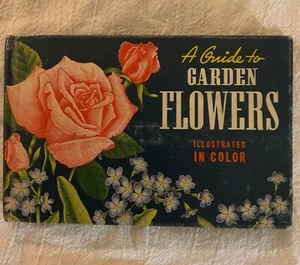 A Guide to
GARDEN
FLOWERS
ILLUSTRATED
IN COLOR